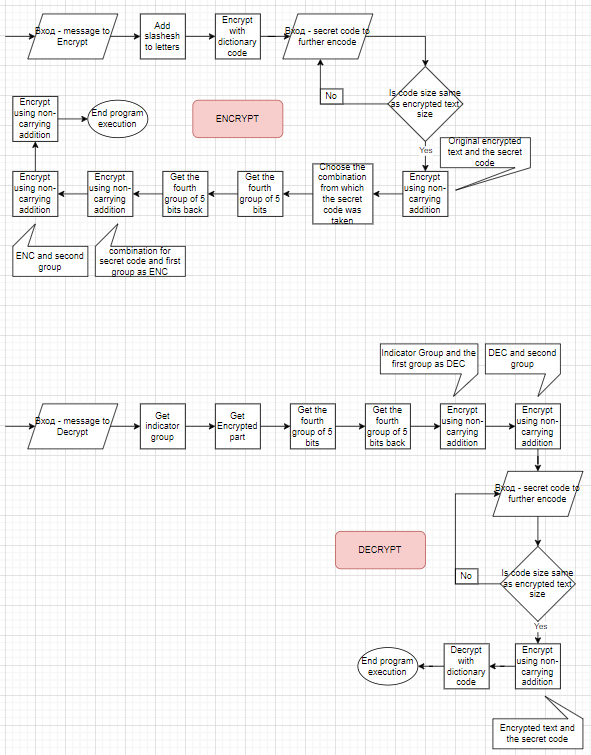 Вход - message to
Encrypt
Add
slashesh
to letters
Encrypt
with
dictionary
code
Вход - secret code to
further encode
Is code size same
as encrypted text
size
No
Yes
Encrypt
using non-
carrying
addition
End program
execution
ENCRYPT
Original encrypted
text and the secret
code
Encrypt
using non-
carrying
addition
Encrypt
using non-
carrying
addition
Get the
fourth
group of 5
bits back
Get the
fourth
group of 5
bits
Choose the
combination
from which
the secret
code was
taken
Encrypt
using non-
carrying
addition
ENC and second
group
combination for
secret code and first
group as ENC
Indicator Group and the
first group as DEC
DEC and second
group
Вход - message to
Decrypt
Get
indicator
group
Get
Encrypted
part
Get the
fourth
group of 5
bits
Get the
fourth
group of 5
bits back
Encrypt
using non-
carrying
addition
Encrypt
using non-
carrying
addition
Вход - secret code to
further encode
DECRYPT
No
Is code size same
as encrypted text
size
Yes
End program
execution
Decrypt
with
dictionary
code
Encrypt
using non-
carrying
addition
Encrypted text and
the secret code